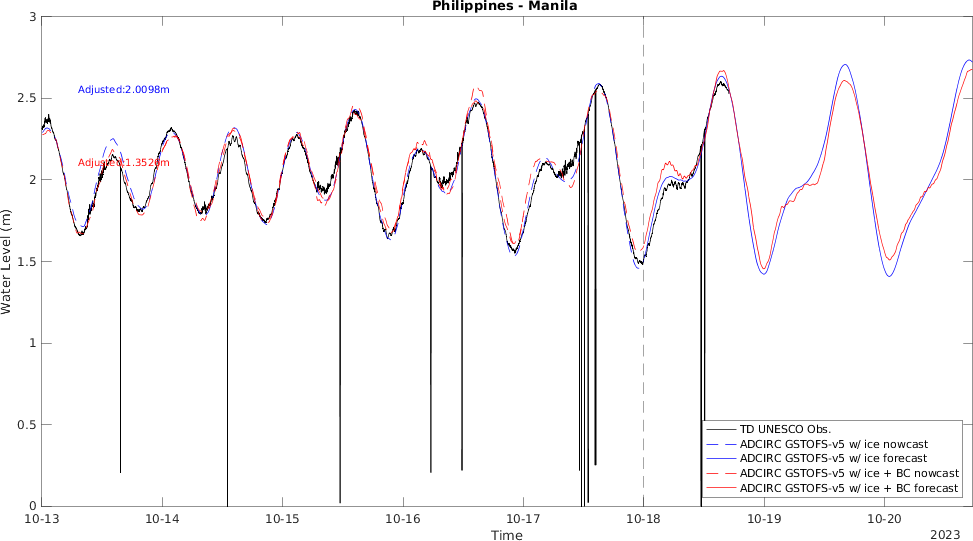 Philippines - Manila
3
2.5
2
1.5
1
0.5
0
Water Level (m)
Adjusted:2.0098m
Adjusted:1.3526m
TD UNESCO Obs.
ADCIRC GSTOFS-v5 w/ ice nowcast
ADCIRC GSTOFS-v5 w/ ice forecast
ADCIRC GSTOFS-v5 w/ ice + BC nowcast
ADCIRC GSTOFS-v5 w/ ice + BC forecast
10-13 10-14 10-15 10-16 10-17 10-18 10-19 10-20
Time
2023